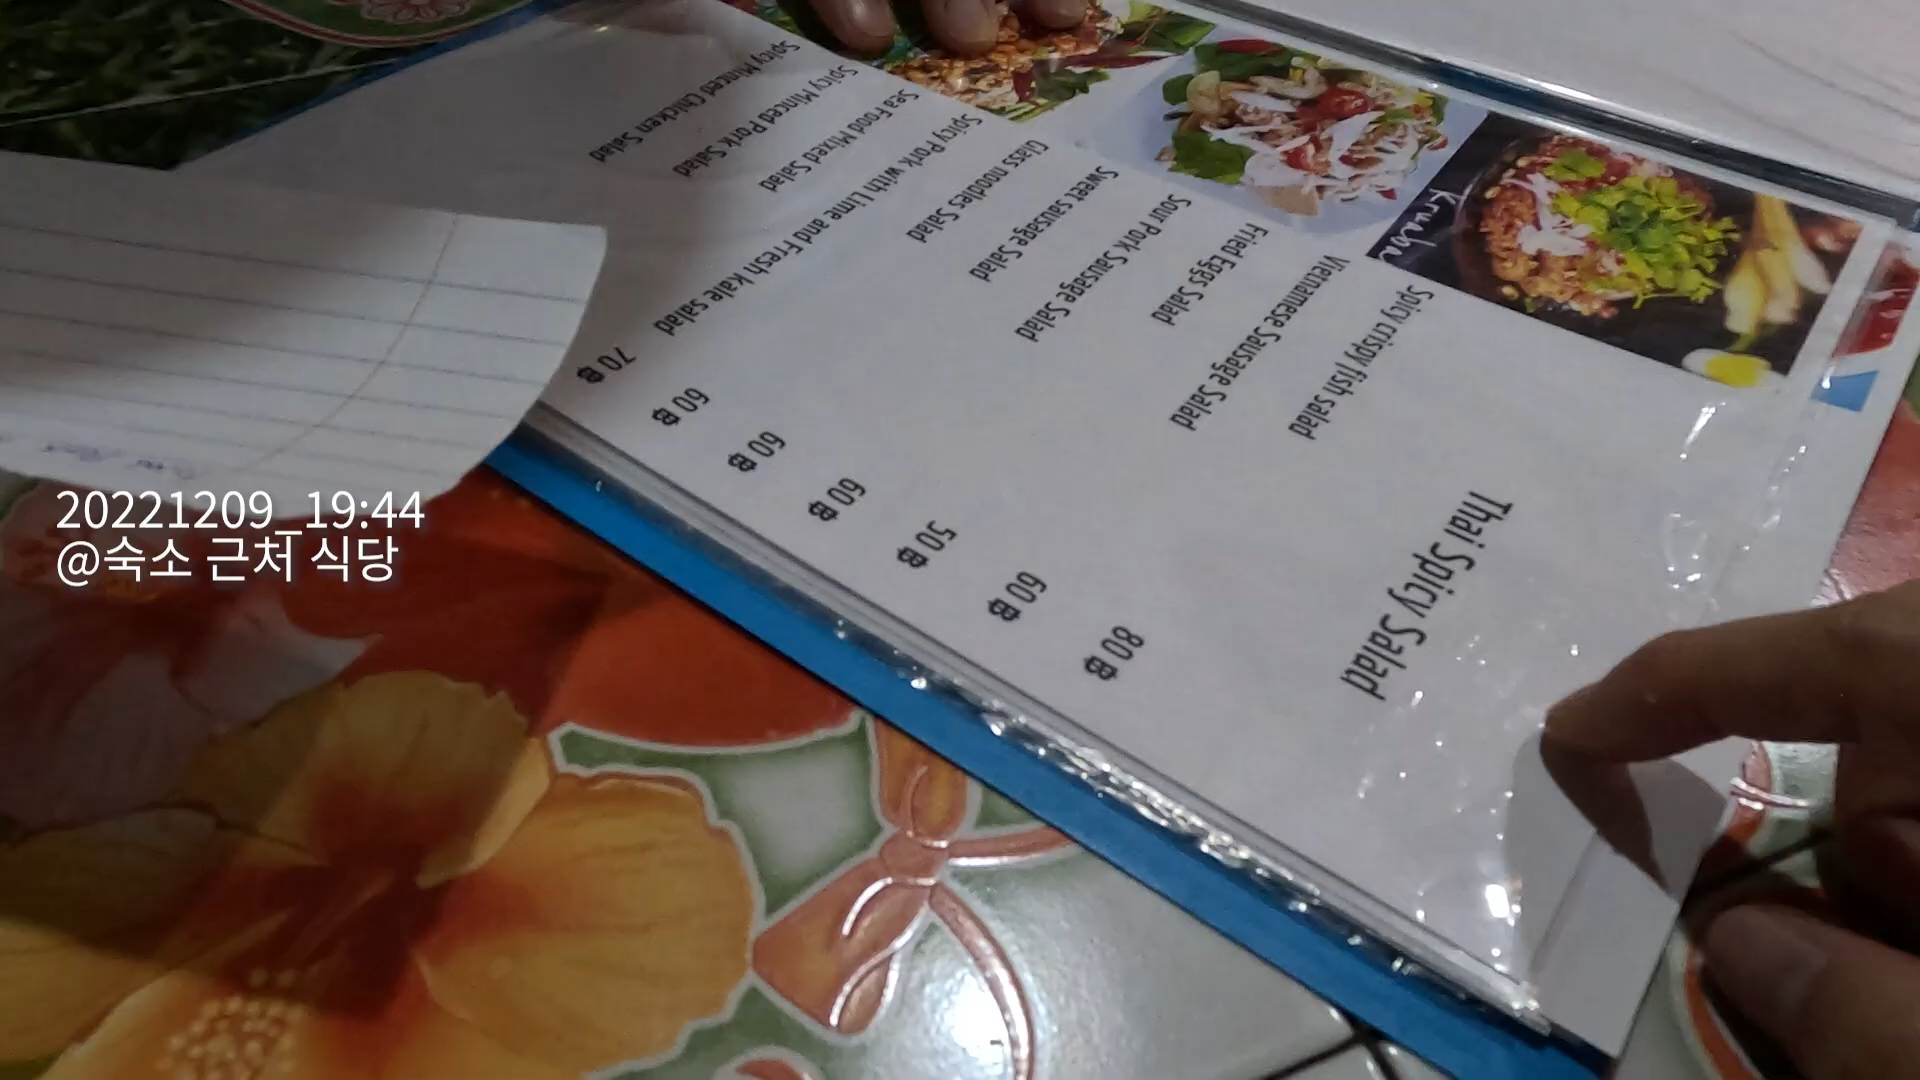 Thai Spicy Salad
Spicy crispy fish salad 80 ฿
Vietnamese Sausage Salad 60 ฿
Fried Eggs Salad 50 ฿
Sour Pork Sausage Salad 60 ฿
Sweet sausage Salad 60 ฿
Glass noodles Salad 60 ฿
Spicy Pork with Lime and Fresh kale salad 70 ฿
Sea Food Mixed Salad
Spicy Minced Pork Salad
Spicy Minced Chicken Salad
20221209_19:44
@숙소 근처 식당